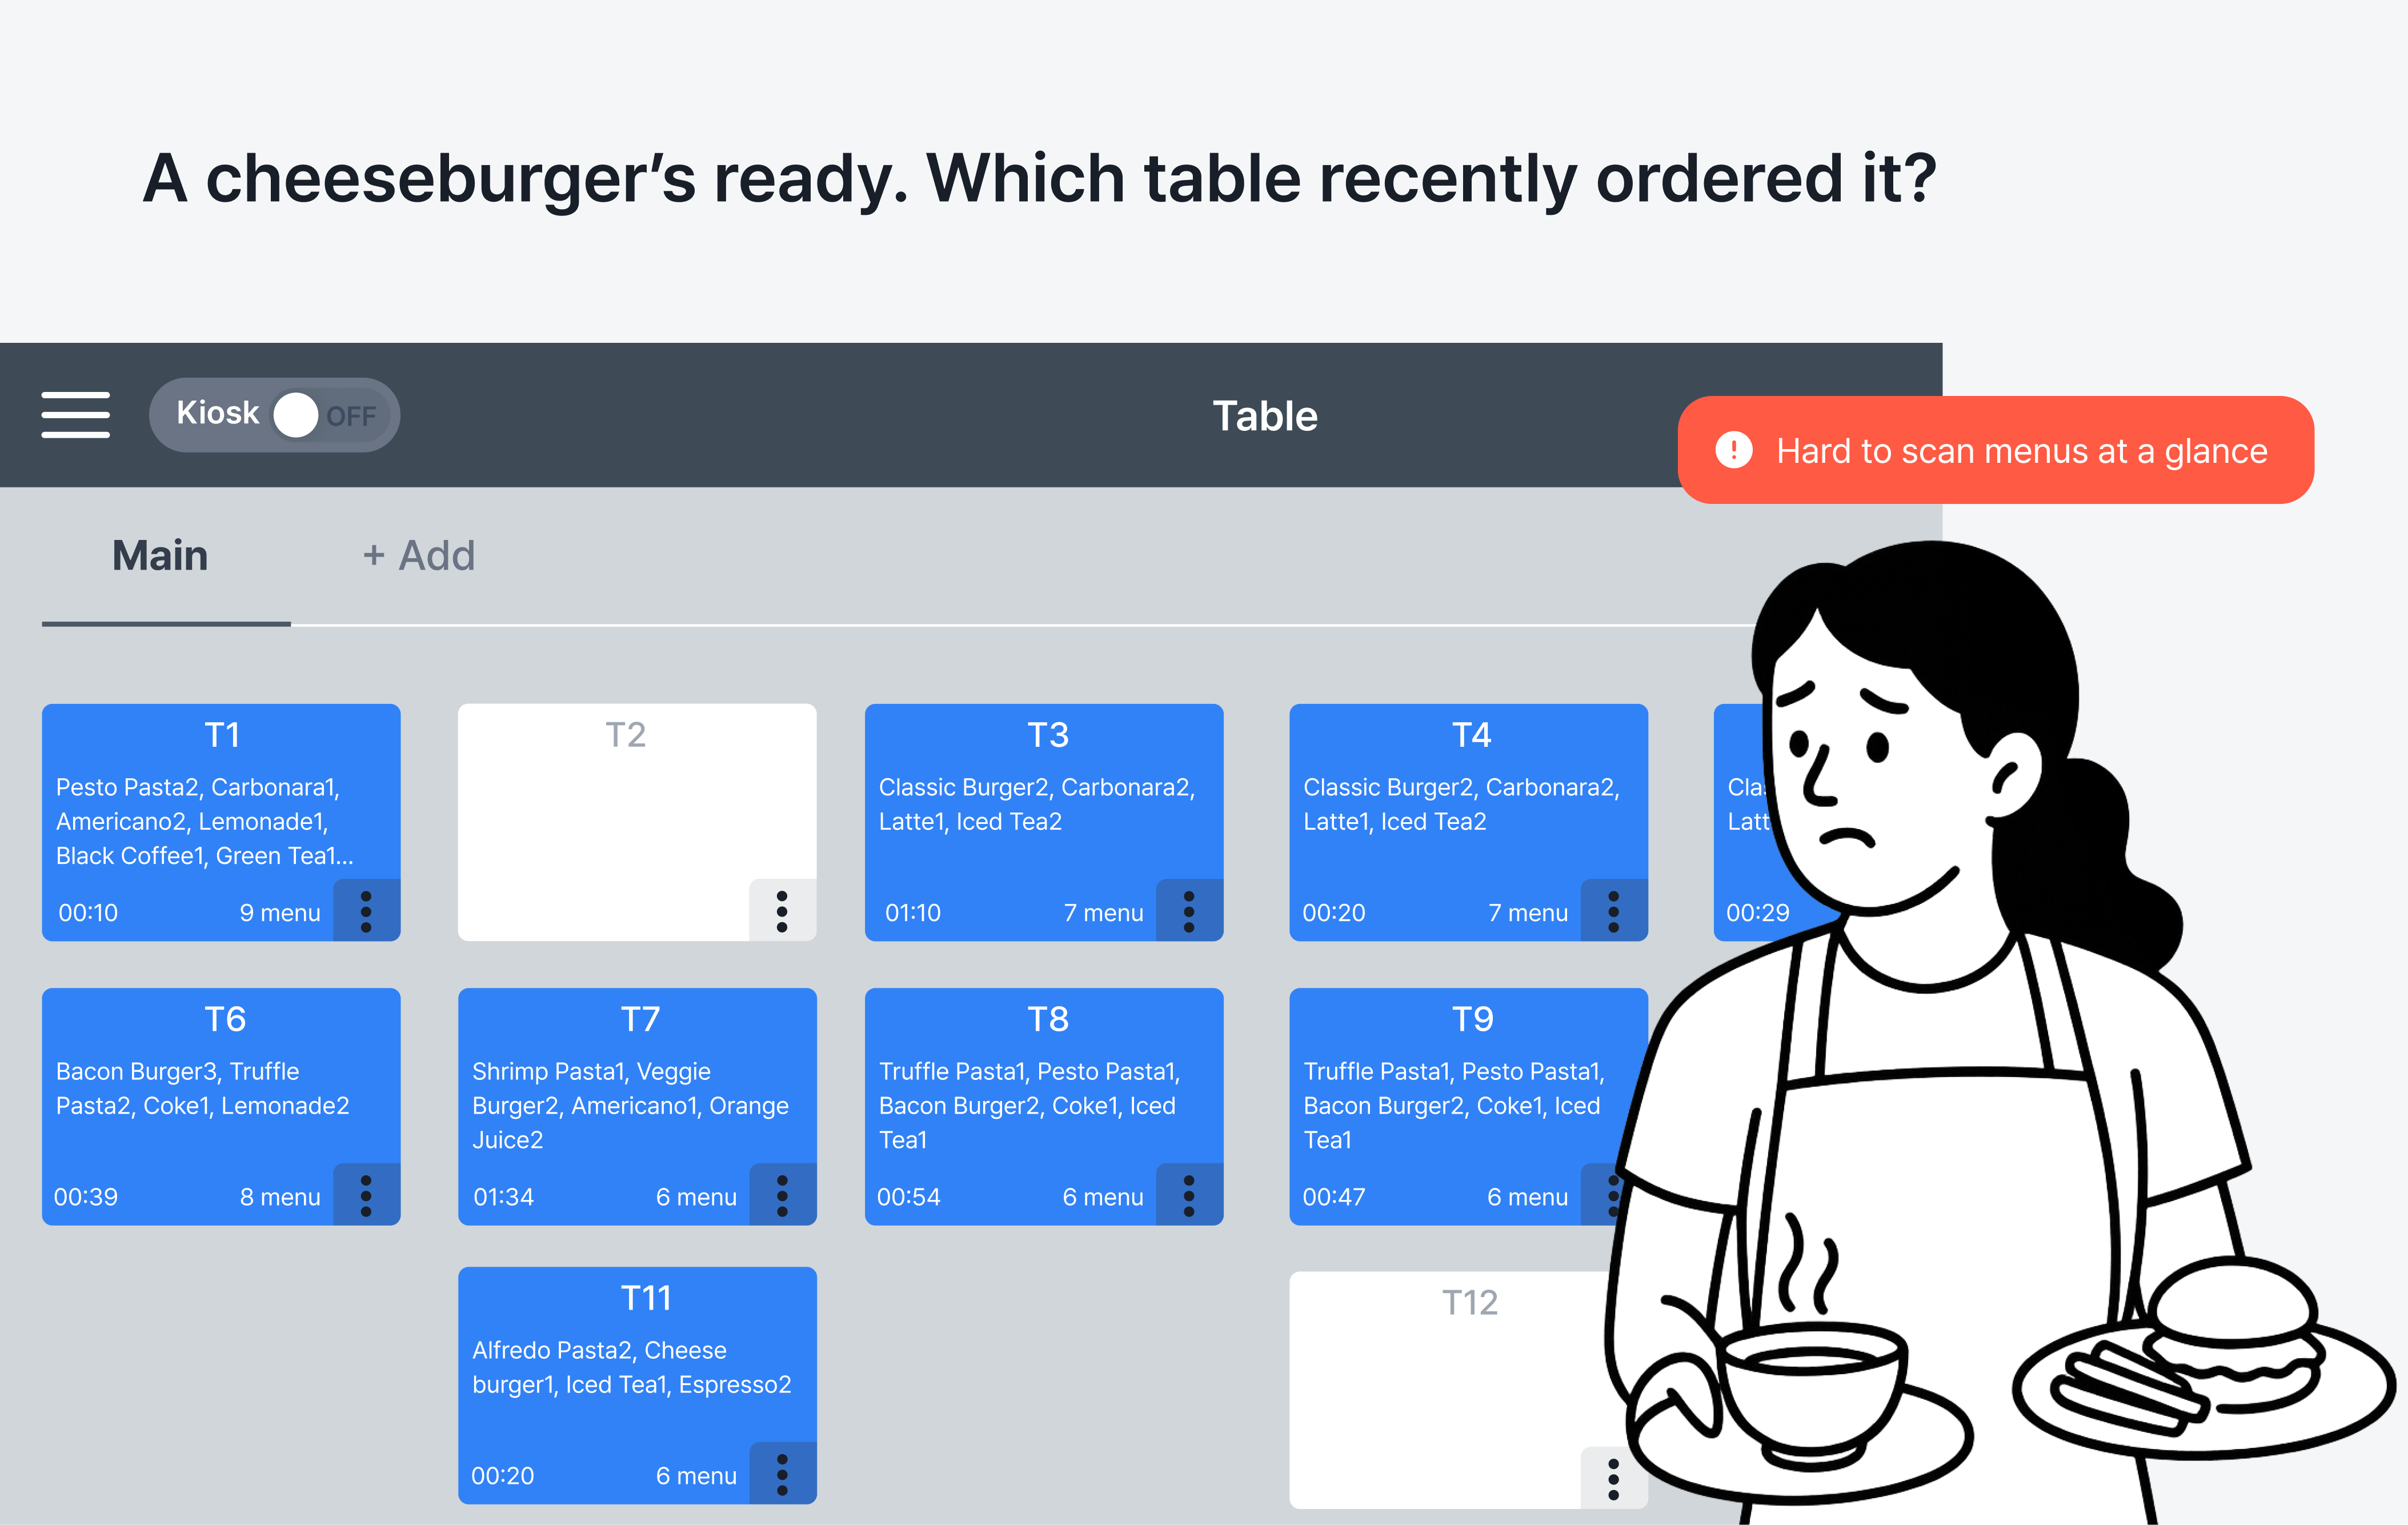 A cheeseburger’s ready. Which table recently ordered it?
Kiosk OFF
Table
Hard to scan menus at a glance
Main
+ Add
T1
Pesto Pasta2, Carbonara1,
Americano2, Lemonade1,
Black Coffee1, Green Tea1...
00:10
9 menu
T2
T3
Classic Burger2, Carbonara2,
Latte1, Iced Tea2
01:10
7 menu
T4
Classic Burger2, Carbonara2,
Latte1, Iced Tea2
00:20
7 menu
00:29
T6
Bacon Burger3, Truffle
Pasta2, Coke1, Lemonade2
00:39
8 menu
T7
Shrimp Pasta1, Veggie
Burger2, Americano1, Orange
Juice2
01:34
6 menu
T8
Truffle Pasta1, Pesto Pasta1,
Bacon Burger2, Coke1, Iced
Tea1
00:54
6 menu
T9
Truffle Pasta1, Pesto Pasta1,
Bacon Burger2, Coke1, Iced
Tea1
00:47
6 menu
T11
Alfredo Pasta2, Cheese
burger1, Iced Tea1, Espresso2
00:20
6 menu
T12